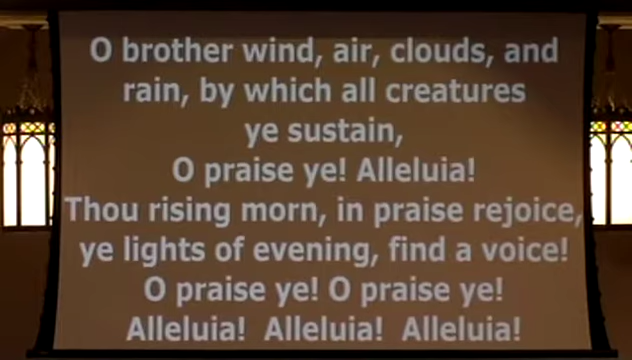 O brother wind, air, clouds, and
rain, by which all creatures
ye sustain,
O praise ye! Alleluia!
Thou rising morn, in praise rejoice,
ye lights of evening, find a voice!
O praise ye! O praise ye!
Alleluia!  Alleluia!  Alleluia!